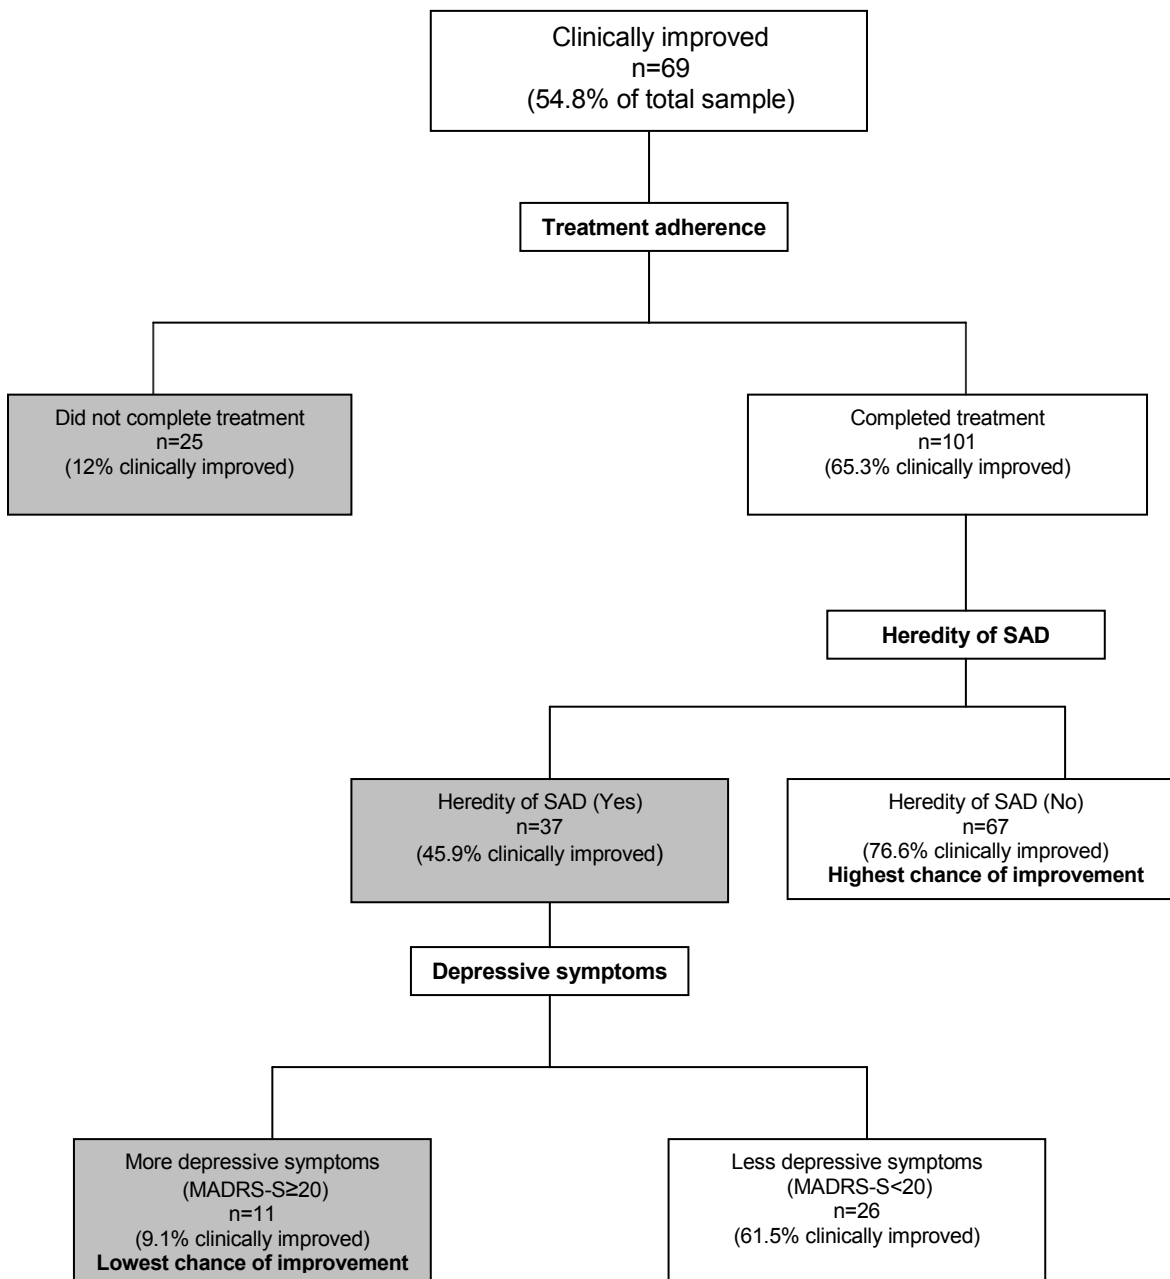 Clinically improved
n=69
(54.8% of total sample)
Treatment adherence
Did not complete treatment
n=25
(12% clinically improved)
Completed treatment
n=101
(65.3% clinically improved)
Heredity of SAD
Heredity of SAD (Yes)
n=37
(45.9% clinically improved)
Heredity of SAD (No)
n=67
(76.6% clinically improved)
Highest chance of improvement
Depressive symptoms
More depressive symptoms
(MADRS-S≥20)
n=11
(9.1% clinically improved)
Lowest chance of improvement
Less depressive symptoms
(MADRS-S<20)
n=26
(61.5% clinically improved)